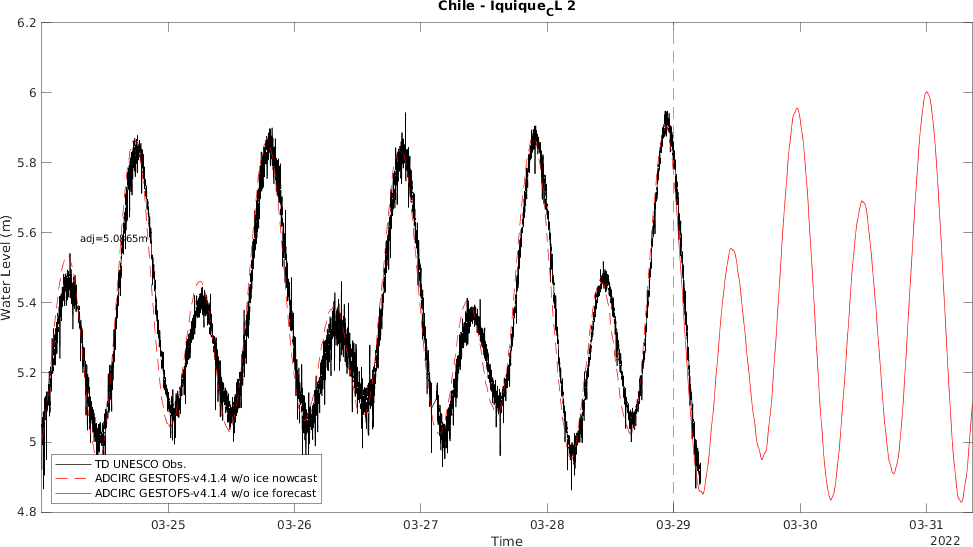 Chile - Iquique_CL 2
6.2
6
5.8
5.6
5.4
5.2
5
4.8
Water Level (m)
adj=5.0865m
TD UNESCO Obs.
ADCIRC GESTOFS-v4.1.4 w/o ice nowcast
ADCIRC GESTOFS-v4.1.4 w/o ice forecast
03-25
03-26
03-27
03-28
03-29
03-30
03-31
Time
2022